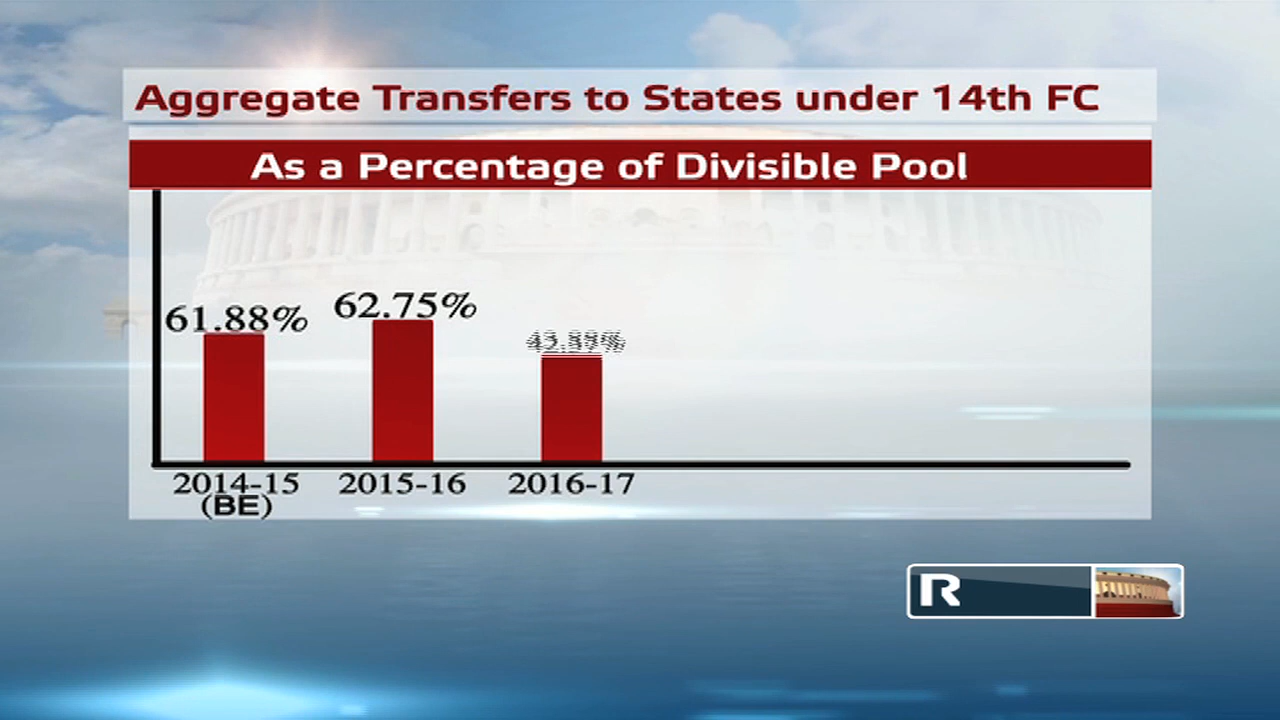 Aggregate Transfers to States under 14th FC
As a Percentage of Divisible Pool
61.88%
62.75%
2014-15
(BE)
2015-16
2016-17
R